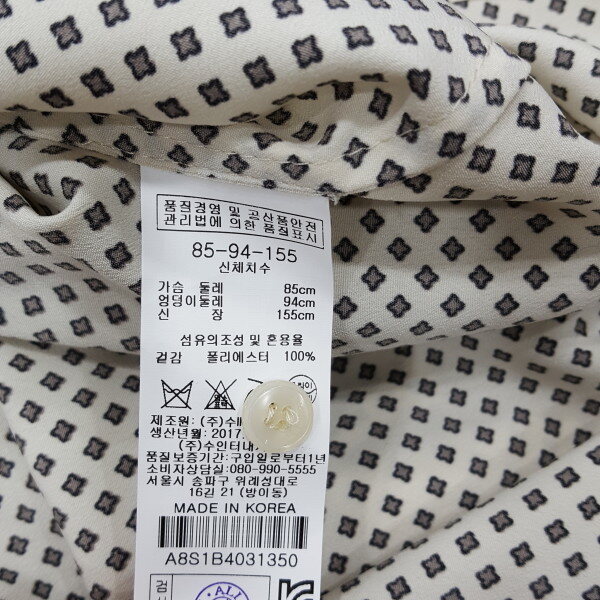 품질경영 및 공산품안전
관리법에 의한 품질표시
85-94-155
신체치수
가슴 둘레 85cm
엉덩이둘레 94cm
신 장 155cm
섬유의조성 및 혼용율
겉감 폴리에스터 100%
제조원: (주)수
생산년월: 2017.
(주)수인터내
품질보증기간: 구입일로부터1년
소비자상담실: 080-990-5555
서울시 송파구 위례성대로
16길 21 (방이동)
MADE IN KOREA
A8S1B4031350
검
ALL